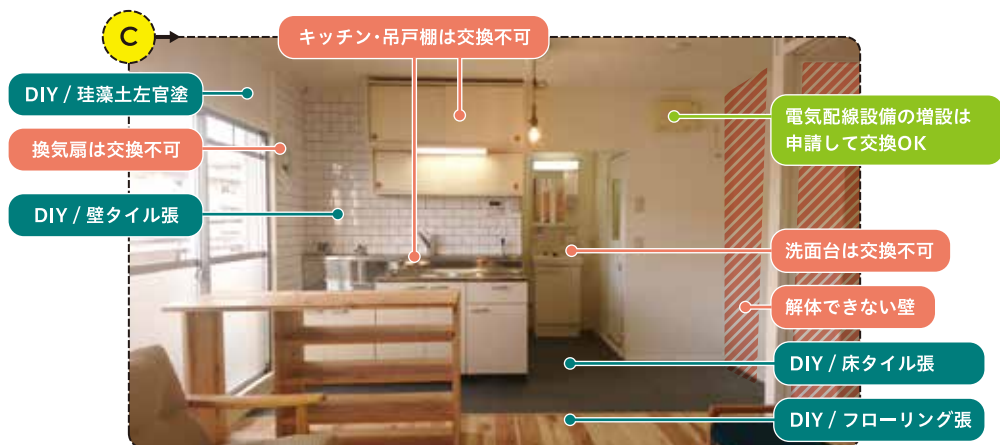 C
キッチン・吊戸棚は交換不可
DIY / 珪藻土左官塗
換気扇は交換不可
DIY / 壁タイル張
電気配線設備の増設は
申請して交換OK
洗面台は交換不可
解体できない壁
DIY / 床タイル張
DIY / フローリング張